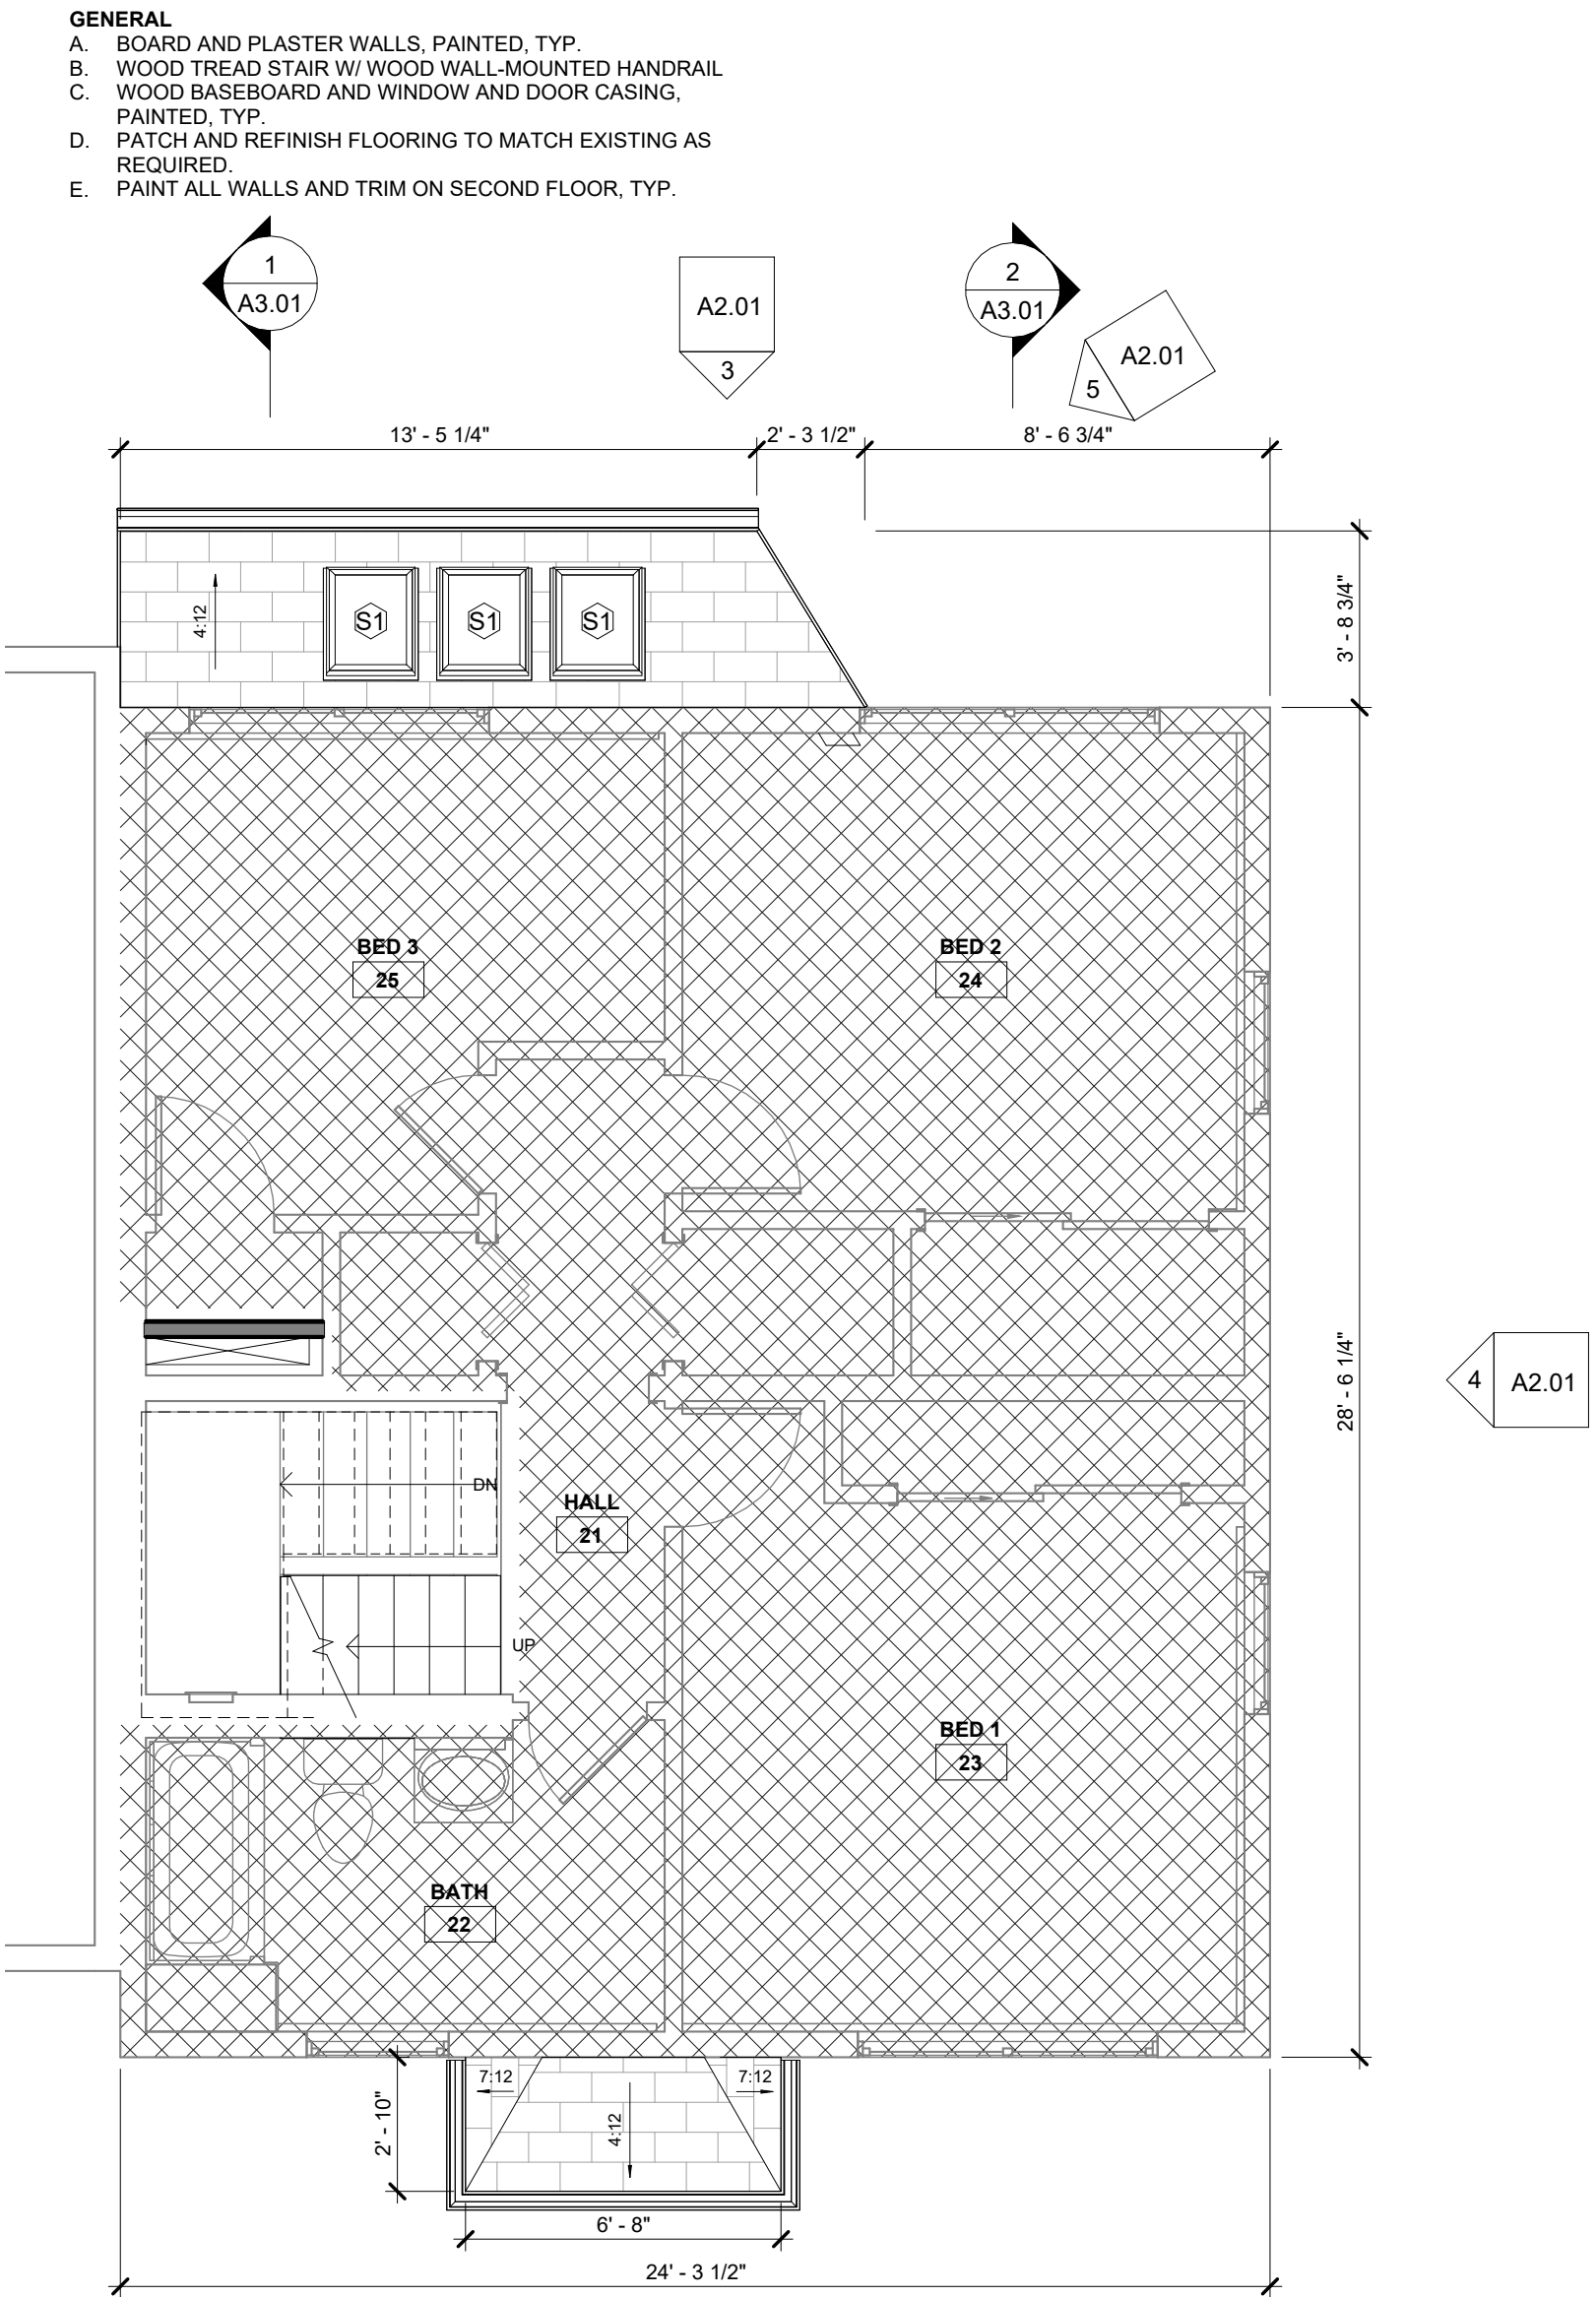 GENERAL
A. BOARD AND PLASTER WALLS, PAINTED, TYP.
B. WOOD TREAD STAIR W/ WOOD WALL-MOUNTED HANDRAIL
C. WOOD BASEBOARD AND WINDOW AND DOOR CASING,
PAINTED, TYP.
D. PATCH AND REFINISH FLOORING TO MATCH EXISTING AS
REQUIRED.
E. PAINT ALL WALLS AND TRIM ON SECOND FLOOR, TYP.
1
A3.01
A2.01
3
2
A3.01
A2.01
5
13' - 5 1/4"
2' - 3 1/2"
8' - 6 3/4"
4:12
S1
S1
S1
3' - 8 3/4"
BED 3
25
BED 2
24
28' - 6 1/4"
4
A2.01
DN
HALL
21
UP
BED 1
23
BATH
22
7:12
7:12
4:12
2' - 10"
6' - 8"
24' - 3 1/2"